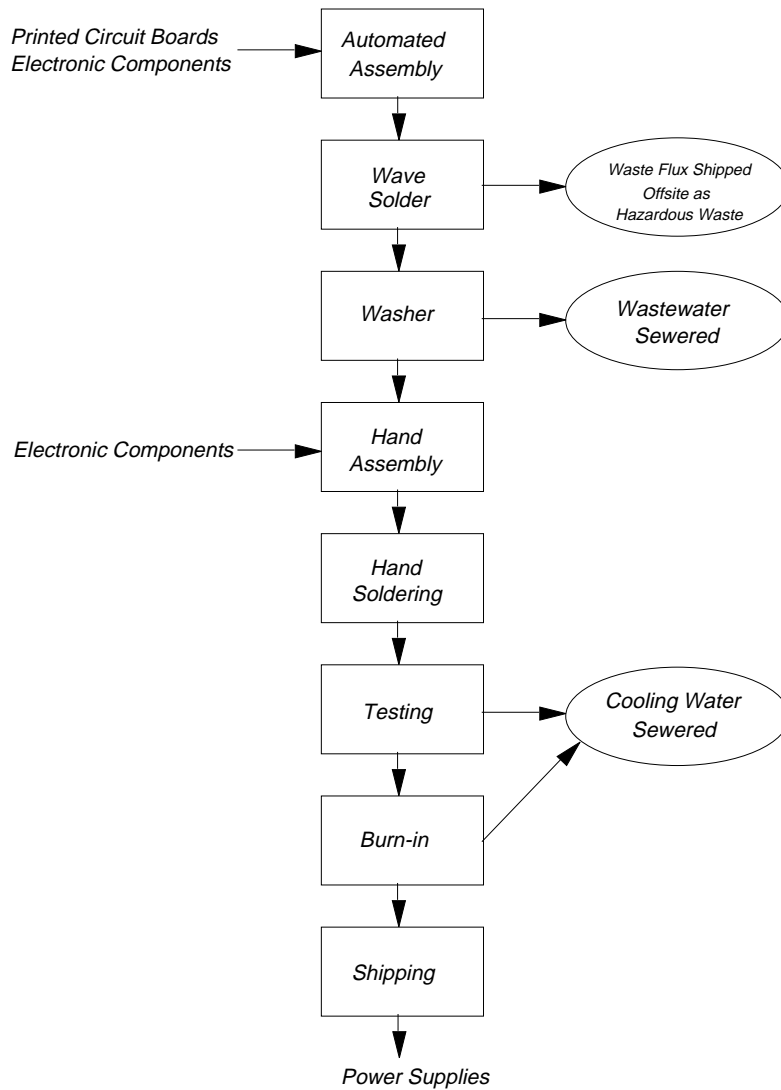 Printed Circuit Boards
Electronic Components
Automated
Assembly
Wave
Solder
Waste Flux Shipped
Offsite as
Hazardous Waste
Washer
Wastewater
Sewered
Electronic Components
Hand
Assembly
Hand
Soldering
Testing
Cooling Water
Sewered
Burn-in
Shipping
Power Supplies